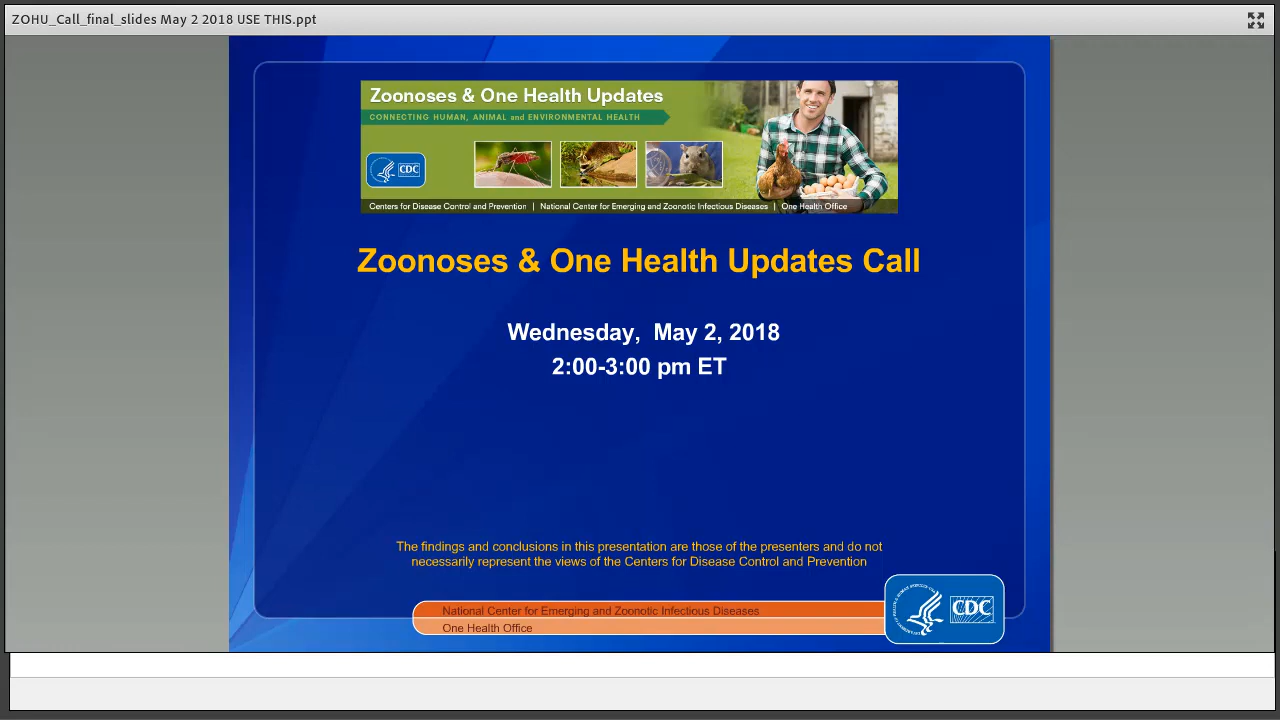 ZOHU_Call_final_slides May 2 2018 USE THIS.ppt
Zoonoses & One Health Updates
CONNECTING HUMAN, ANIMAL and ENVIRONMENTAL HEALTH
CDC
Centers for Disease Control and Prevention | National Center for Emerging and Zoonotic Infectious Diseases | One Health Office
Zoonoses & One Health Updates Call
Wednesday, May 2, 2018
2:00-3:00 pm ET
The findings and conclusions in this presentation are those of the presenters and do not
necessarily represent the views of the Centers for Disease Control and Prevention
National Center for Emerging and Zoonotic Infectious Diseases
One Health Office
CDC